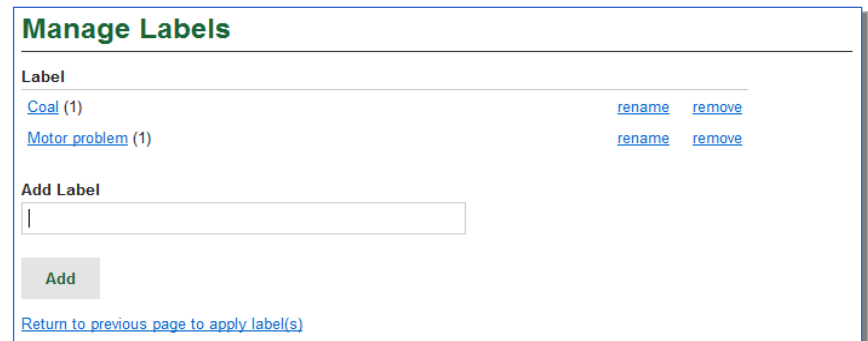 Manage Labels
Label
Coal (1) rename remove
Motor problem (1) rename remove
Add Label
Add
Return to previous page to apply label(s)